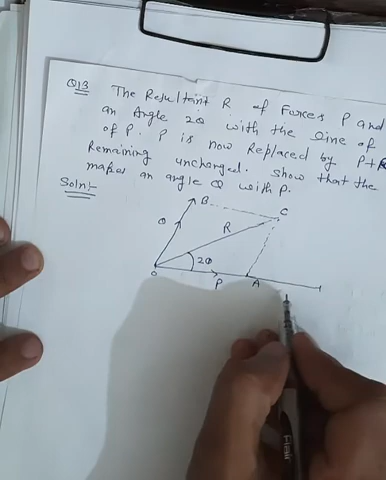 Q13 The Resultant R of Forces P and
an Angle 2θ with the line of
of P. P is now Replaced by P+R
Remaining unchanged. Show that the
makes an angle θ with P.
Soln:-
B
C
Q
R
2θ
O
P
A
Flair